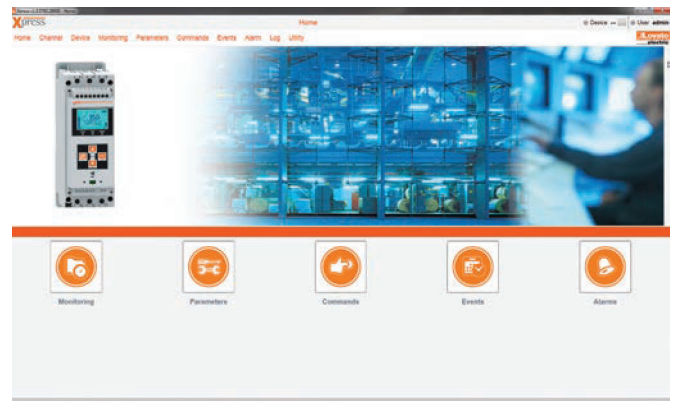 Xpress
Home
Device
User admin
Home Channel Device Monitoring Parameters Commands Events Alarm Log Utility
Lovato
electric
Monitoring
Parameters
Commands
Events
Alarms